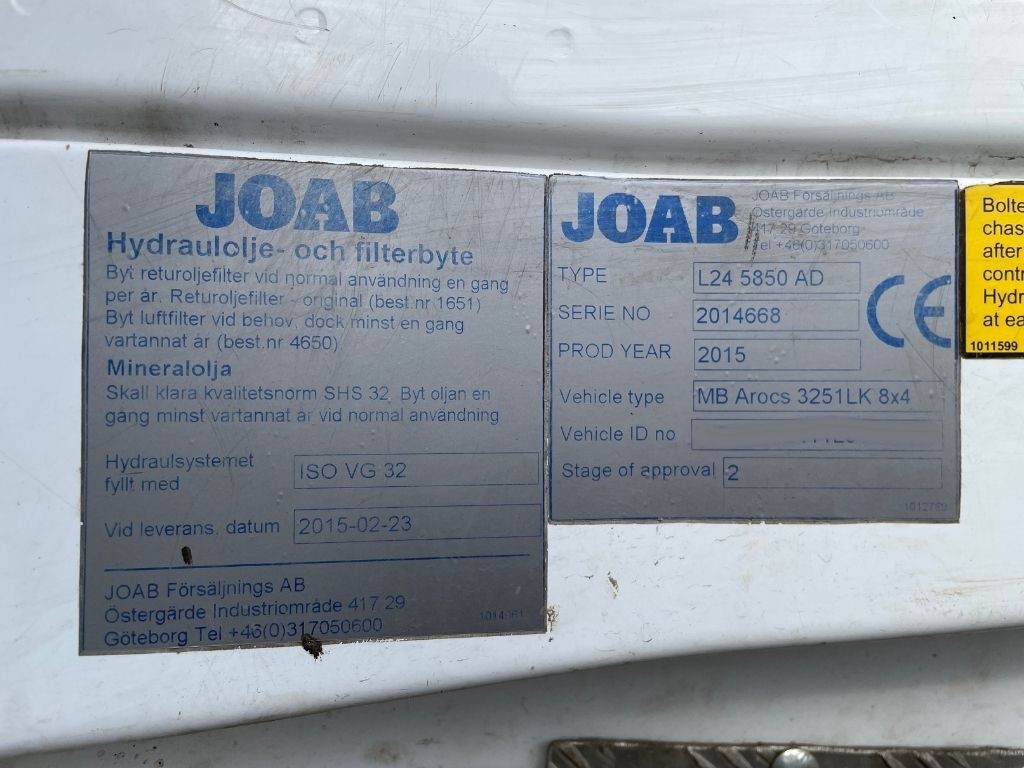 JOAB
Hydraulolje- och filterbyte
Byt returoljefilter vid normal användning en gång
per år. Returoljefilter - original (best.nr 1651)
Byt luftfilter vid behov, dock minst en gång
vartannat år (best.nr 4650)
Mineralolja
Skall klara kvalitetsnorm SHS 32. Byt oljan en
gång minst vartannat år vid normal användning
Hydraulsystemet
fyllt med
ISO VG 32
Vid leverans, datum
2015-02-23
JOAB Försäljnings AB
Östergärde Industriområde 417 29
Göteborg Tel +46(0)317050600
JOAB
JOAB Försäljnings AB
Östergärde Industriområde
417 29 Göteborg
Tel +46(0)317050600
TYPE L24 5850 AD
SERIE NO 2014668
PROD YEAR 2015
CE
Vehicle type MB Arocs 3251LK 8x4
Vehicle ID no
Stage of approval 2
1012769
Bolte
chas
after
contr
Hydr
at ea
1011599